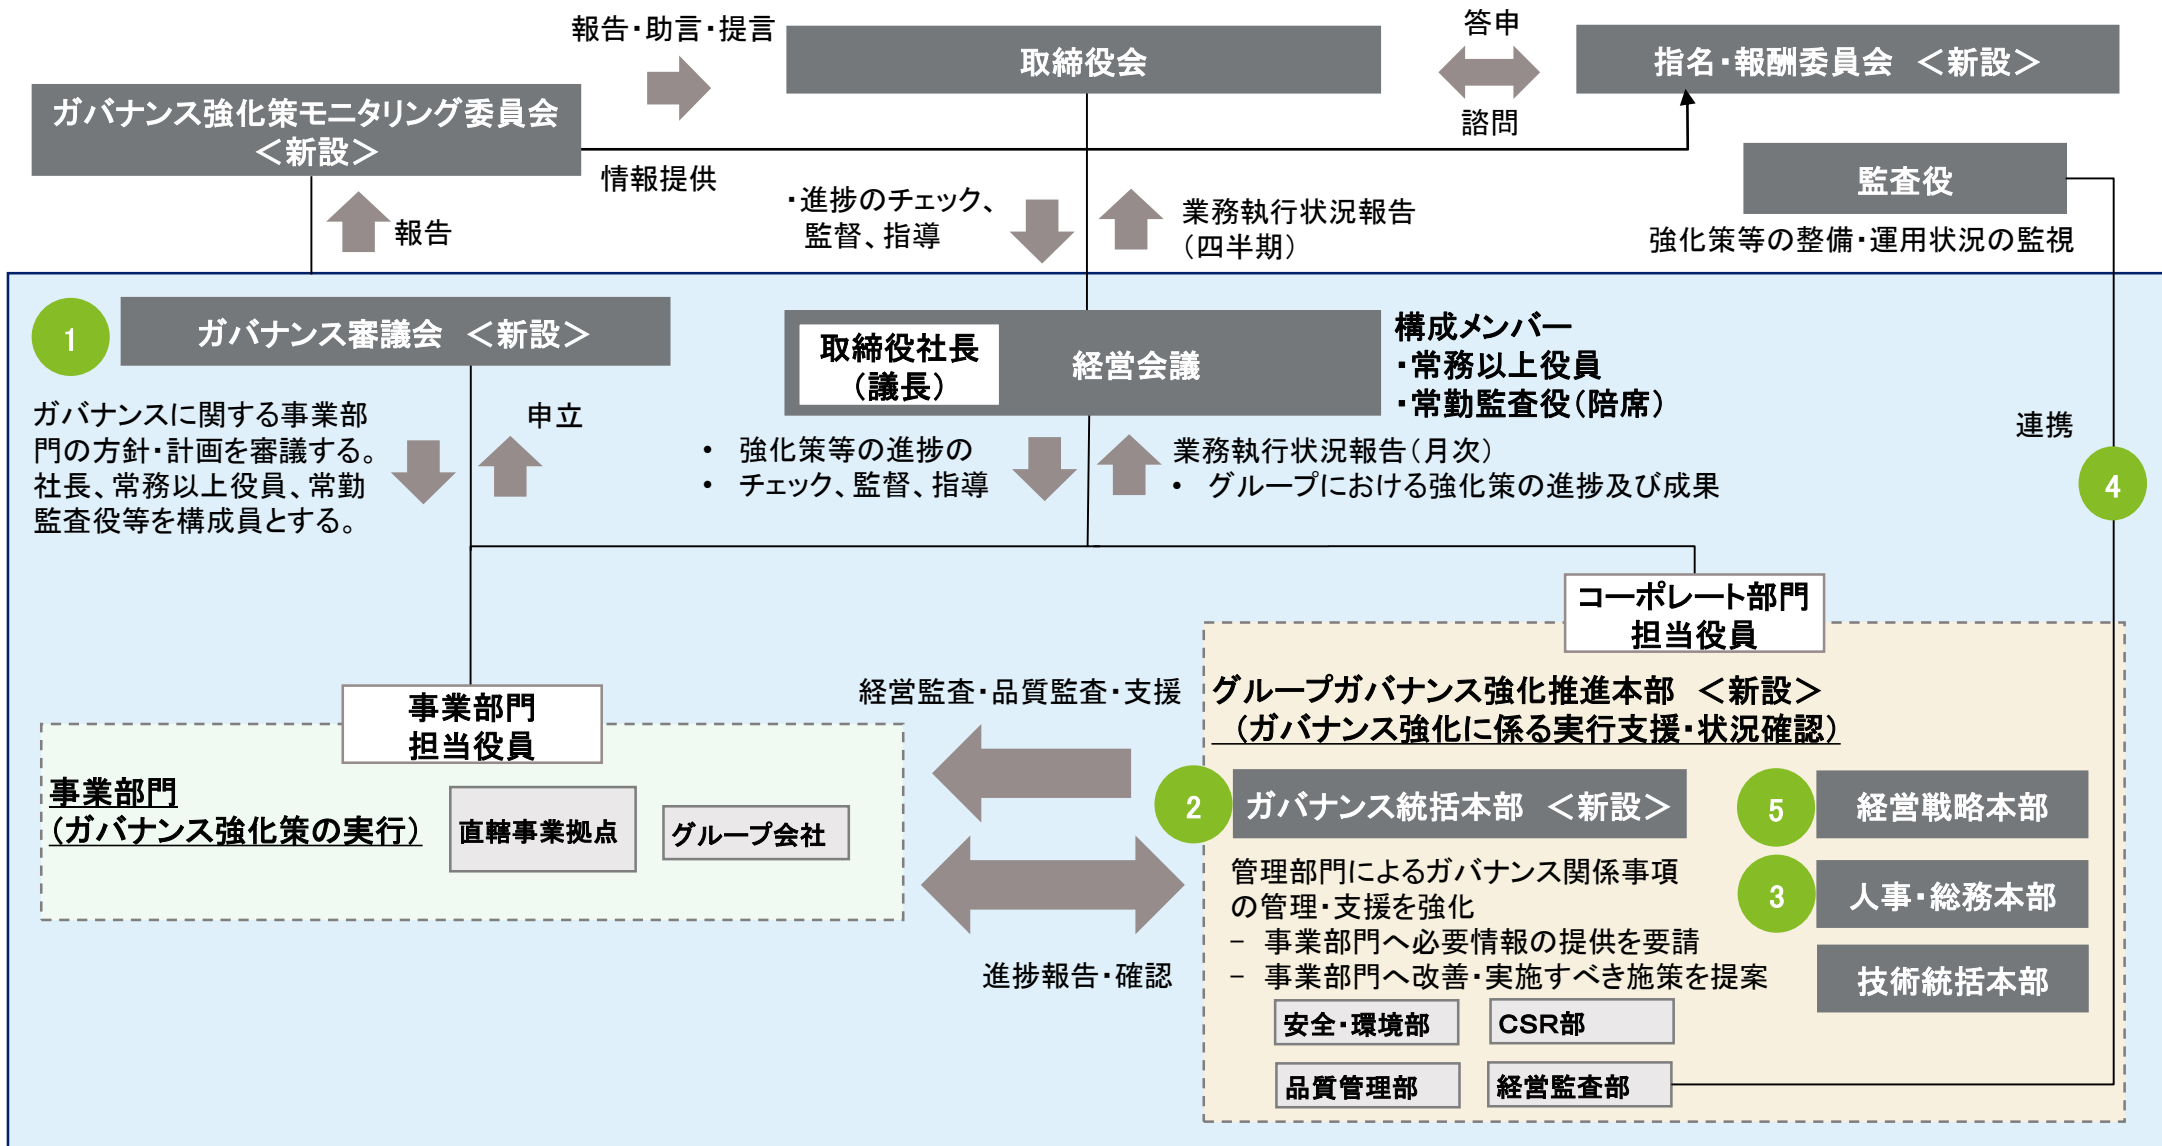 報告・助言・提言
取締役会
答申
諮問
指名・報酬委員会 ＜新設＞
ガバナンス強化策モニタリング委員会
＜新設＞
情報提供
報告
・進捗のチェック、
監督、指導
業務執行状況報告
（四半期）
監査役
強化策等の整備・運用状況の監視
1
ガバナンス審議会 ＜新設＞
ガバナンスに関する事業部
門の方針・計画を審議する。
社長、常務以上役員、常勤
監査役等を構成員とする。
申立
取締役社長
（議長）
経営会議
構成メンバー
・常務以上役員
・常勤監査役（陪席）
• 強化策等の進捗の
• チェック、監督、指導
業務執行状況報告（月次）
• グループにおける強化策の進捗及び成果
連携
4
事業部門
担当役員
事業部門
（ガバナンス強化策の実行）
直轄事業拠点
グループ会社
経営監査・品質監査・支援
進捗報告・確認
コーポレート部門
担当役員
グループガバナンス強化推進本部 ＜新設＞
（ガバナンス強化に係る実行支援・状況確認）
2
ガバナンス統括本部 ＜新設＞
管理部門によるガバナンス関係事項
の管理・支援を強化
− 事業部門へ必要情報の提供を要請
− 事業部門へ改善・実施すべき施策を提案
安全・環境部
CSR部
品質管理部
経営監査部
5
経営戦略本部
3
人事・総務本部
技術統括本部